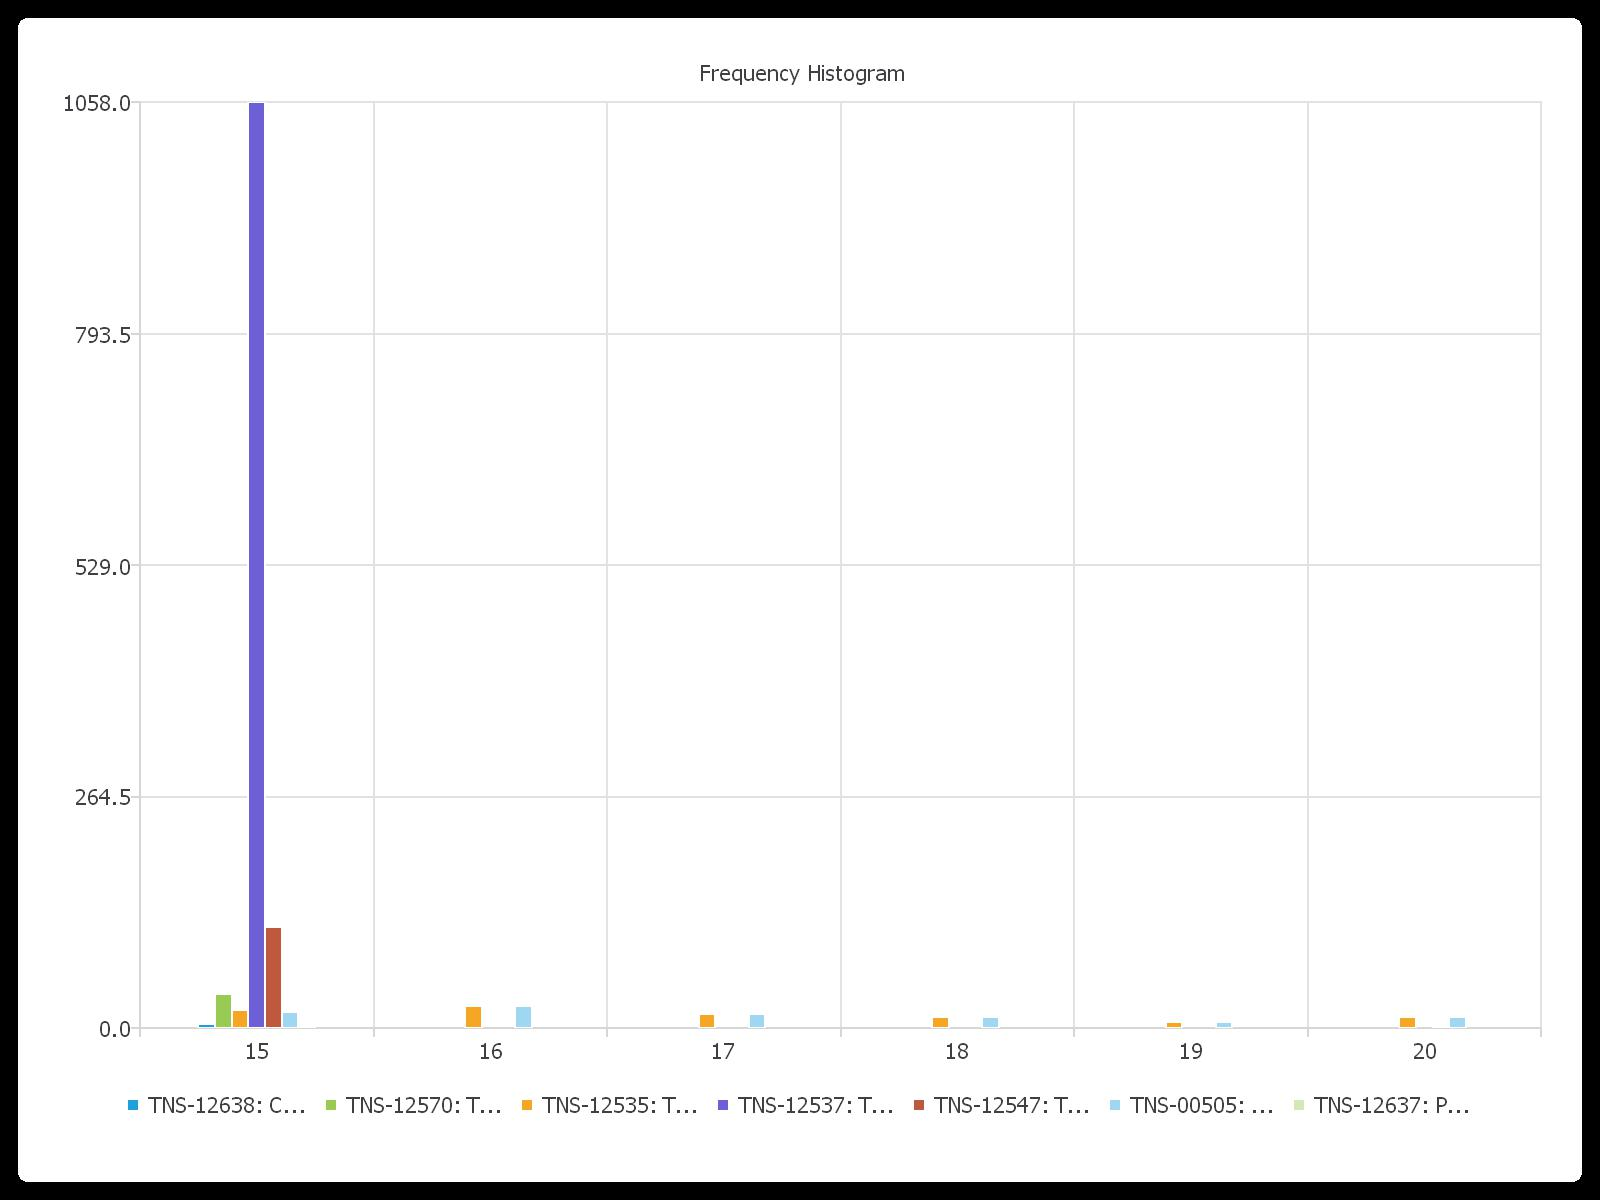 Frequency Histogram
1058.0
793.5
529.0
264.5
0.0
15 16 17 18 19 20
TNS-12638: C... TNS-12570: T... TNS-12535: T... TNS-12537: T... TNS-12547: T... TNS-00505: ... TNS-12637: P...